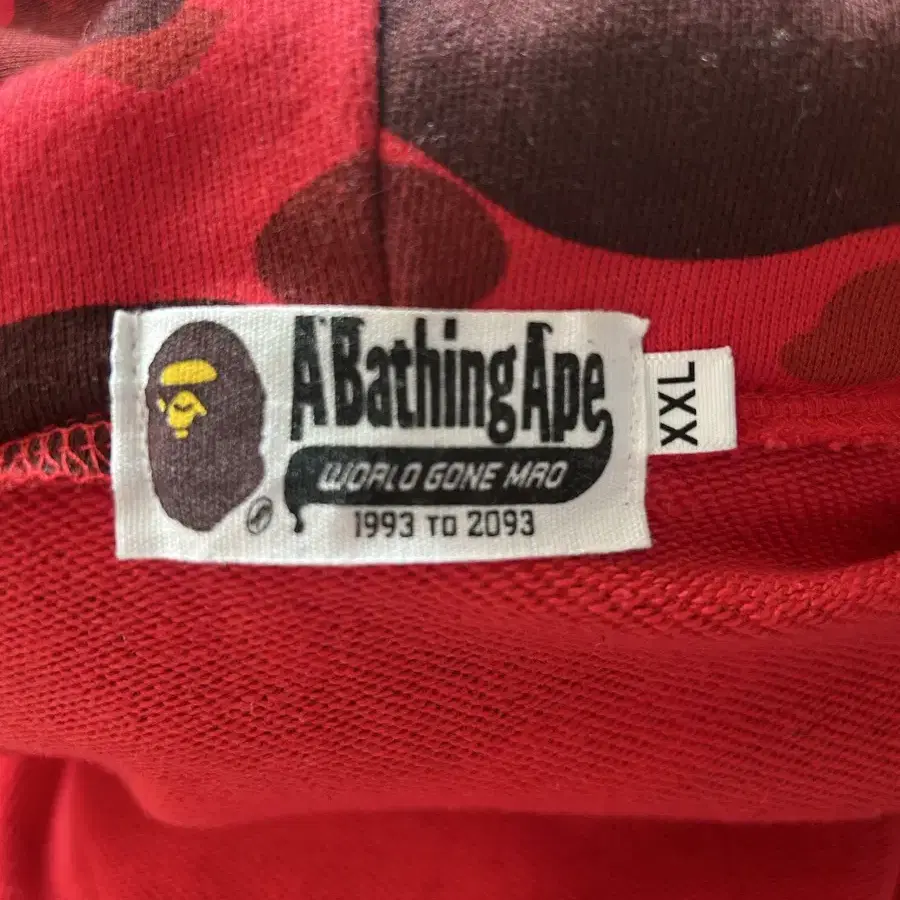 A Bathing Ape
WORLD GONE MAD
1993 TO 2093
XXL